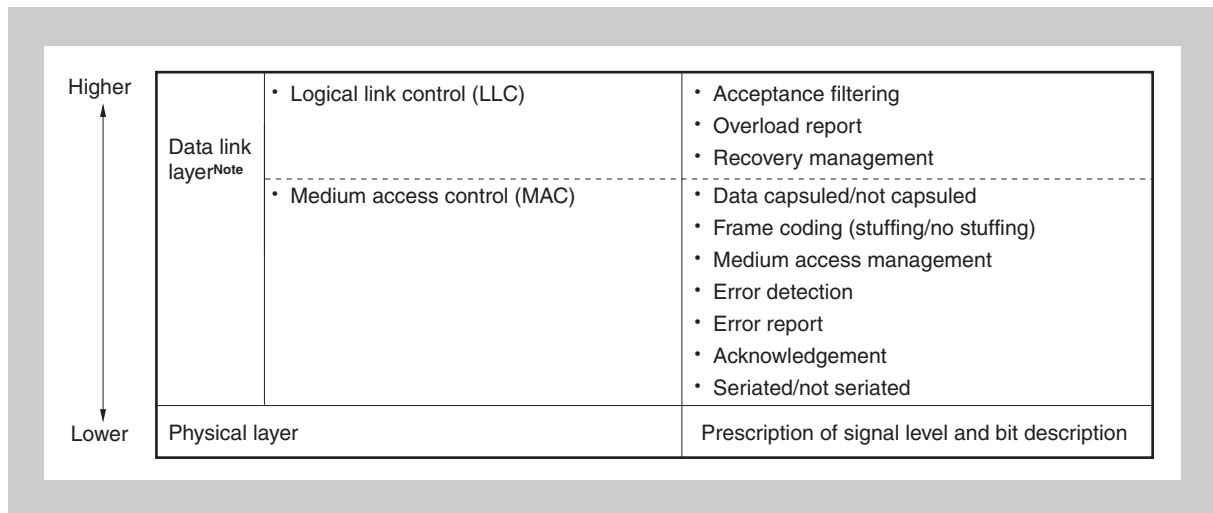 Higher
Data link
layerNote
• Logical link control (LLC)
• Acceptance filtering
• Overload report
• Recovery management
• Medium access control (MAC)
• Data capsuled/not capsuled
• Frame coding (stuffing/no stuffing)
• Medium access management
• Error detection
• Error report
• Acknowledgement
• Seriated/not seriated
Lower
Physical layer
Prescription of signal level and bit description